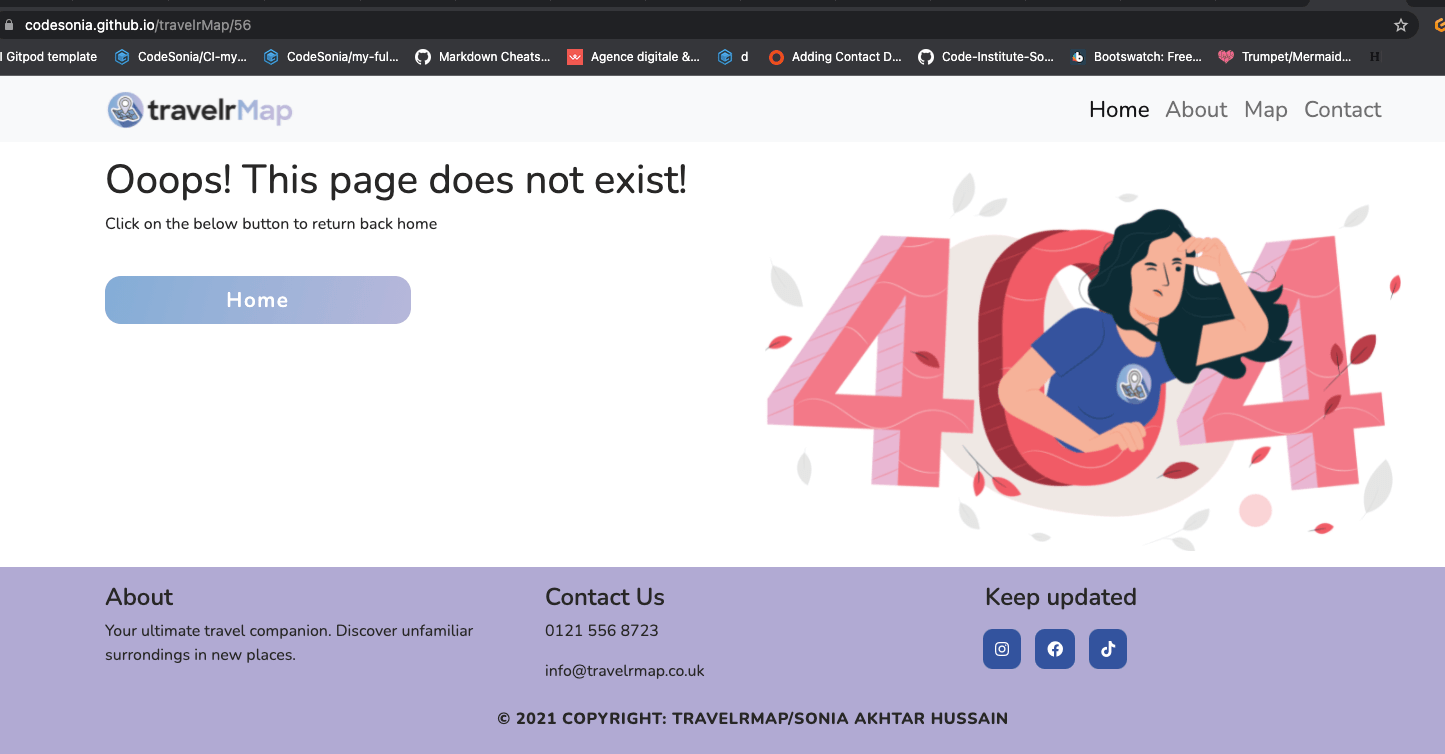 codesonia.github.io/travelrMap/56
l Gitpod template CodeSonia/CI-my... CodeSonia/my-ful... Markdown Cheats... Agence digitale &... d Adding Contact D... Code-Institute-So... Bootswatch: Free... Trumpet/Mermaid... H
travelrMap Home About Map Contact
Ooops! This page does not exist!
Click on the below button to return back home
Home
404
About
Your ultimate travel companion. Discover unfamiliar
surrondings in new places.
Contact Us
0121 556 8723
info@travelrmap.co.uk
Keep updated
© 2021 COPYRIGHT: TRAVELRMAP/SONIA AKHTAR HUSSAIN